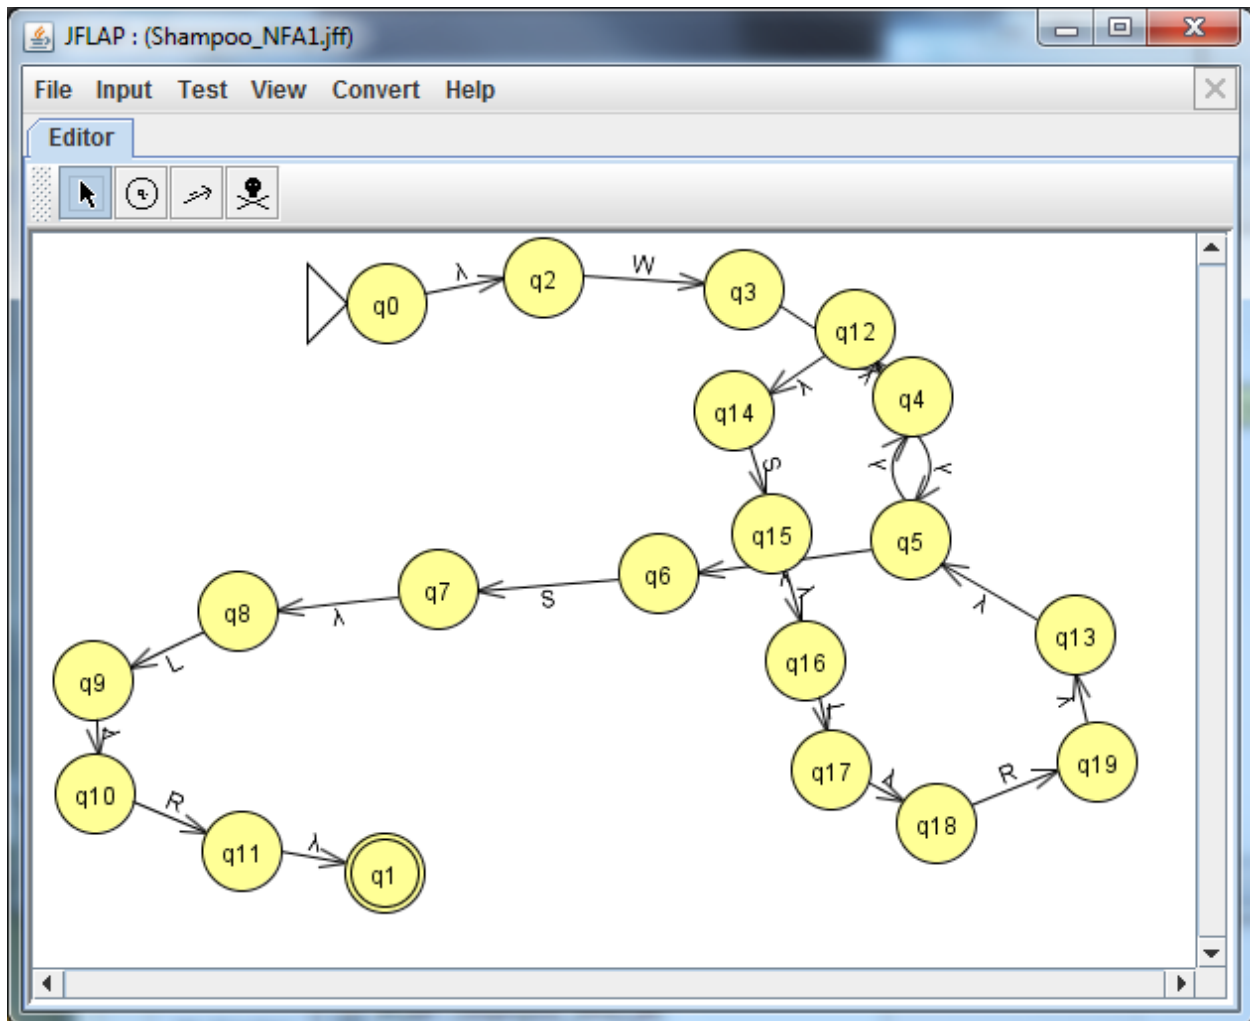 JFLAP : (Shampoo_NFA1.jff)
File Input Test View Convert Help
Editor
q0
λ
q2
W
q3
q12
λ
q14
q4
S
λ
λ
q15
q5
q6
S
q7
λ
q8
λ
q16
λ
q13
L
q9
L
λ
A
q10
q17
A
q18
R
q19
R
q11
λ
q1